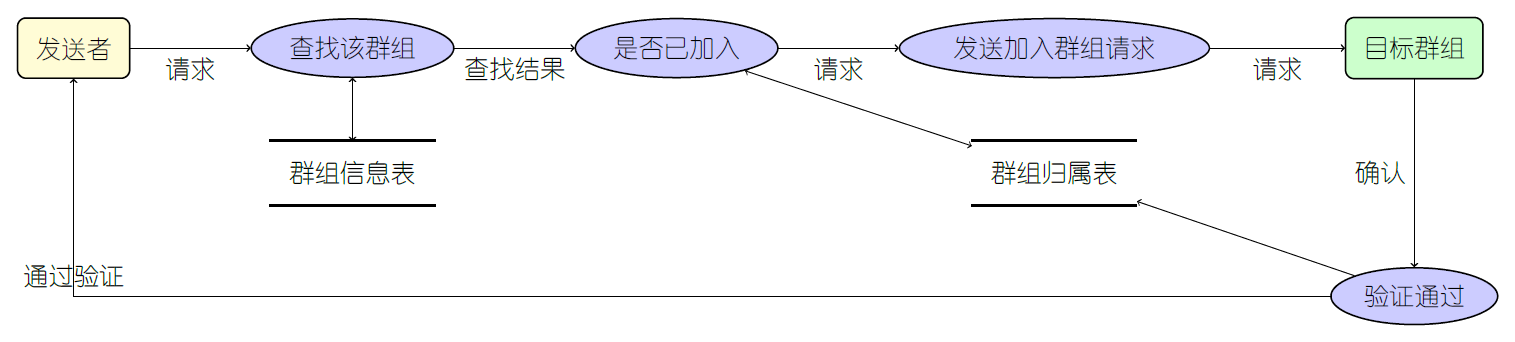 发送者
请求
查找该群组
查找结果
是否已加入
请求
发送加入群组请求
请求
目标群组
群组信息表
群组归属表
确认
通过验证
验证通过